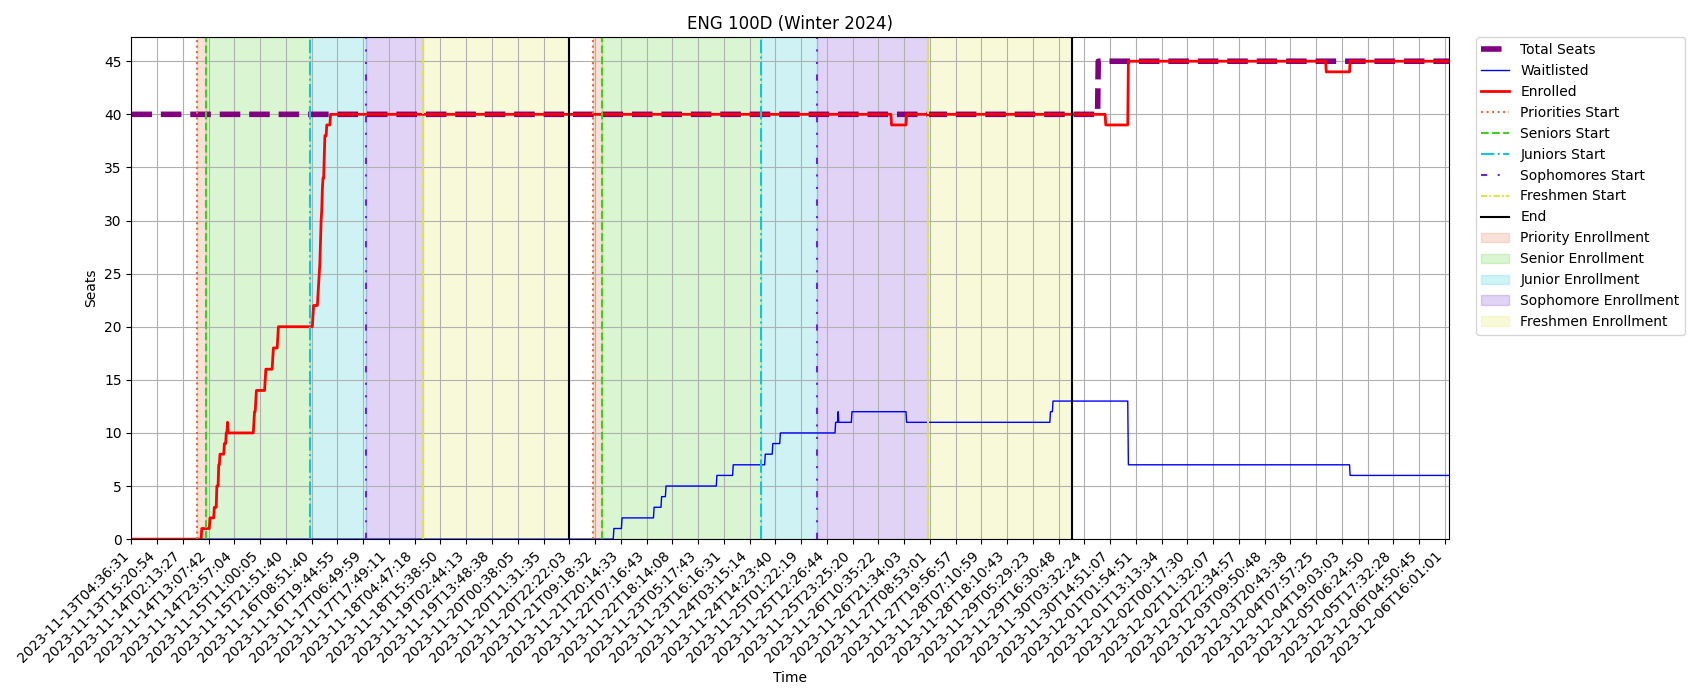 ENG 100D (Winter 2024)
Total Seats
Waitlisted
Enrolled
Priorities Start
Seniors Start
Juniors Start
Sophomores Start
Freshmen Start
End
Priority Enrollment
Senior Enrollment
Junior Enrollment
Sophomore Enrollment
Freshmen Enrollment
Seats
45
40
35
30
25
20
15
10
5
0
2023-11-13T04:36:31
2023-11-13T15:20:54
2023-11-14T02:13:27
2023-11-14T13:07:42
2023-11-14T23:57:04
2023-11-15T11:00:05
2023-11-15T21:51:40
2023-11-16T08:51:40
2023-11-16T19:44:55
2023-11-17T06:49:59
2023-11-17T17:49:11
2023-11-18T04:47:18
2023-11-18T15:38:50
2023-11-19T02:44:13
2023-11-19T13:48:38
2023-11-20T00:38:05
2023-11-20T11:31:35
2023-11-20T22:22:03
2023-11-21T09:18:32
2023-11-21T20:14:33
2023-11-22T07:16:43
2023-11-22T18:14:08
2023-11-23T05:17:43
2023-11-23T16:16:31
2023-11-24T03:15:14
2023-11-24T14:23:40
2023-11-25T01:22:19
2023-11-25T12:26:44
2023-11-25T23:25:20
2023-11-26T10:35:22
2023-11-26T21:34:03
2023-11-27T08:53:01
2023-11-27T19:56:57
2023-11-28T07:10:59
2023-11-28T18:10:43
2023-11-29T05:29:23
2023-11-29T16:30:48
2023-11-30T03:32:24
2023-11-30T14:51:07
2023-12-01T01:54:51
2023-12-01T13:13:34
2023-12-02T00:17:30
2023-12-02T11:32:07
2023-12-02T22:34:57
2023-12-03T09:50:48
2023-12-03T20:43:38
2023-12-04T07:57:25
2023-12-04T19:03:03
2023-12-05T06:24:50
2023-12-05T17:32:28
2023-12-06T04:50:45
2023-12-06T16:01:01
Time